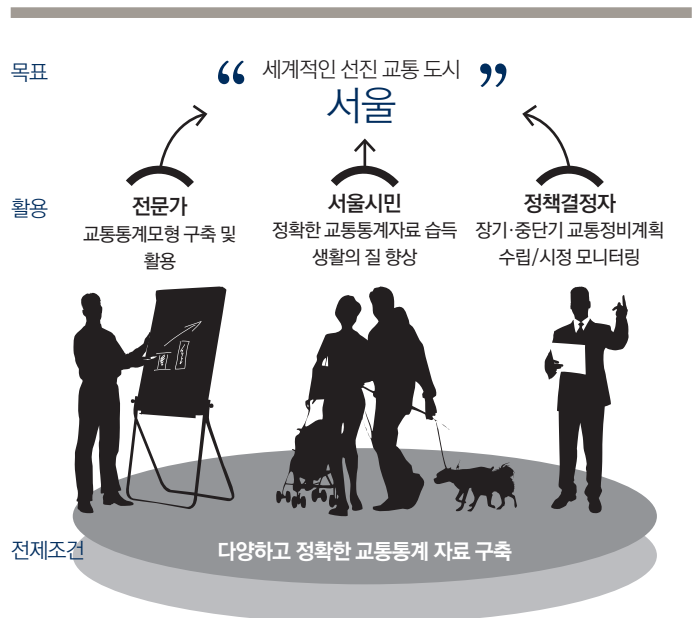 목표
“ 세계적인 선진 교통 도시 ”
서울
활용
전문가
교통통계모형 구축 및
활용
서울시민
정확한 교통통계자료 습득
생활의 질 향상
정책결정자
장기·중단기 교통정비계획
수립/시정 모니터링
전제조건
다양하고 정확한 교통통계 자료 구축